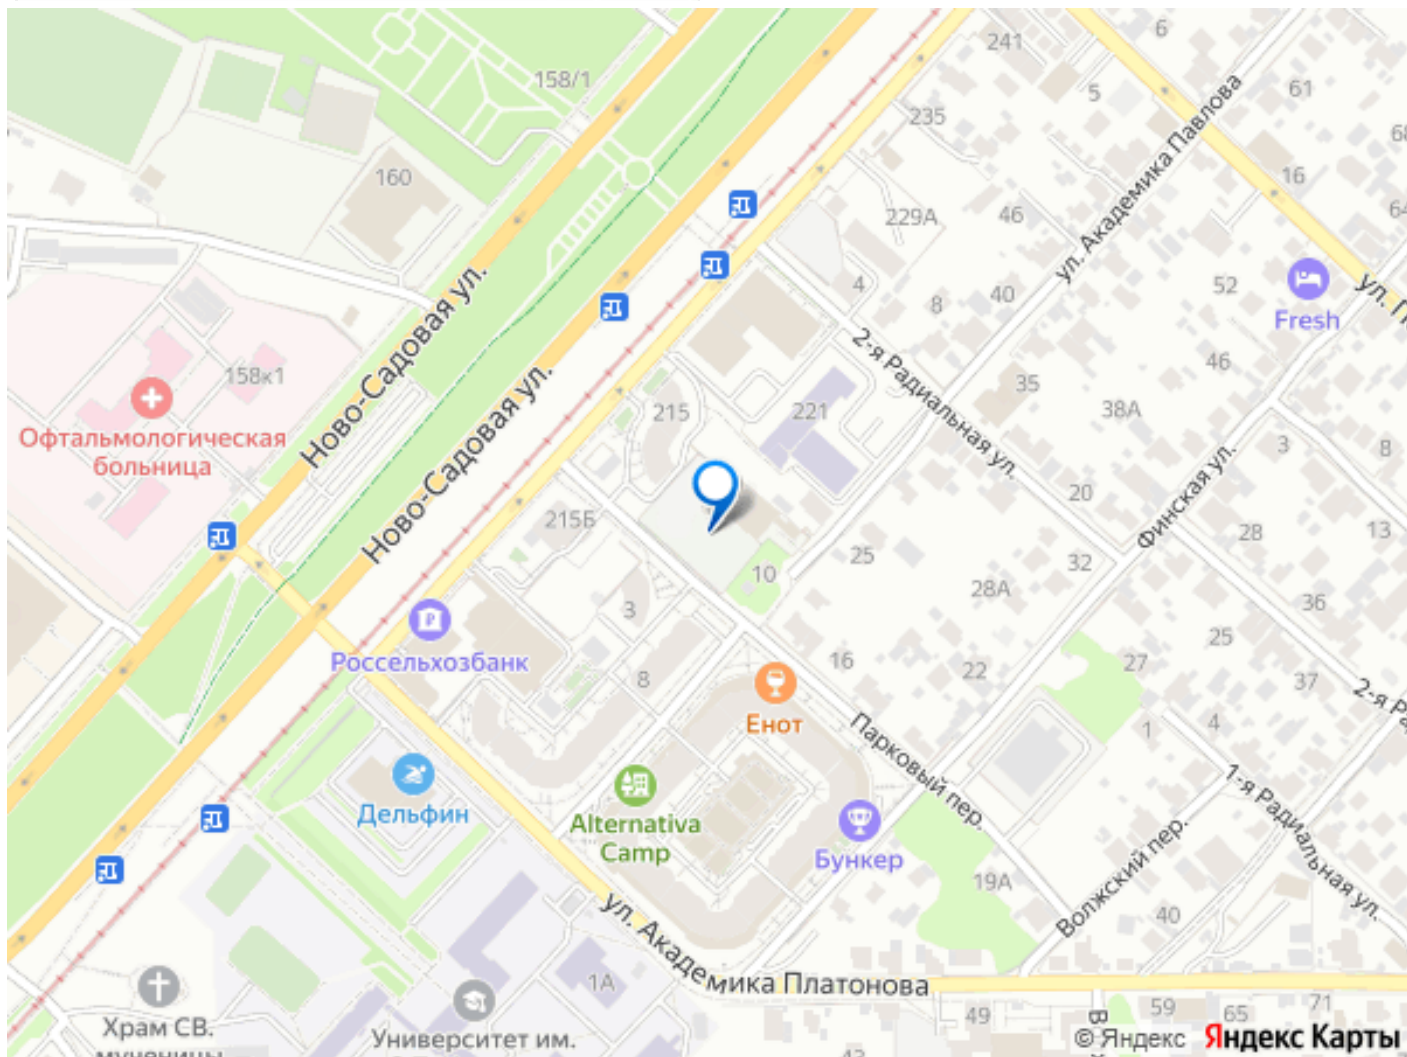 241
6
158/1
5
61
235
160
16
229А
46
ул. Академика Павлова
4
8
40
52
Fresh
Ново-Садовая ул.
2-я Радиальная ул.
46
158к1
35
38А
215
221
Офтальмологическая
больница
Ново-Садовая ул.
3
8
20
Финская ул.
28
13
215Б
25
32
10
28А
36
3
25
Россельхозбанк
8
16
22
27
37
Енот
Парковый пер.
1
4
Дельфин
Alternativa
Camp
Бункер
1-я Радиальная ул.
19А
Волжский пер.
40
ул. Академика Платонова
1А
49
59
65
71
Храм СВ.
мученицы
Университет им.
© Яндекс Яндекс Карты